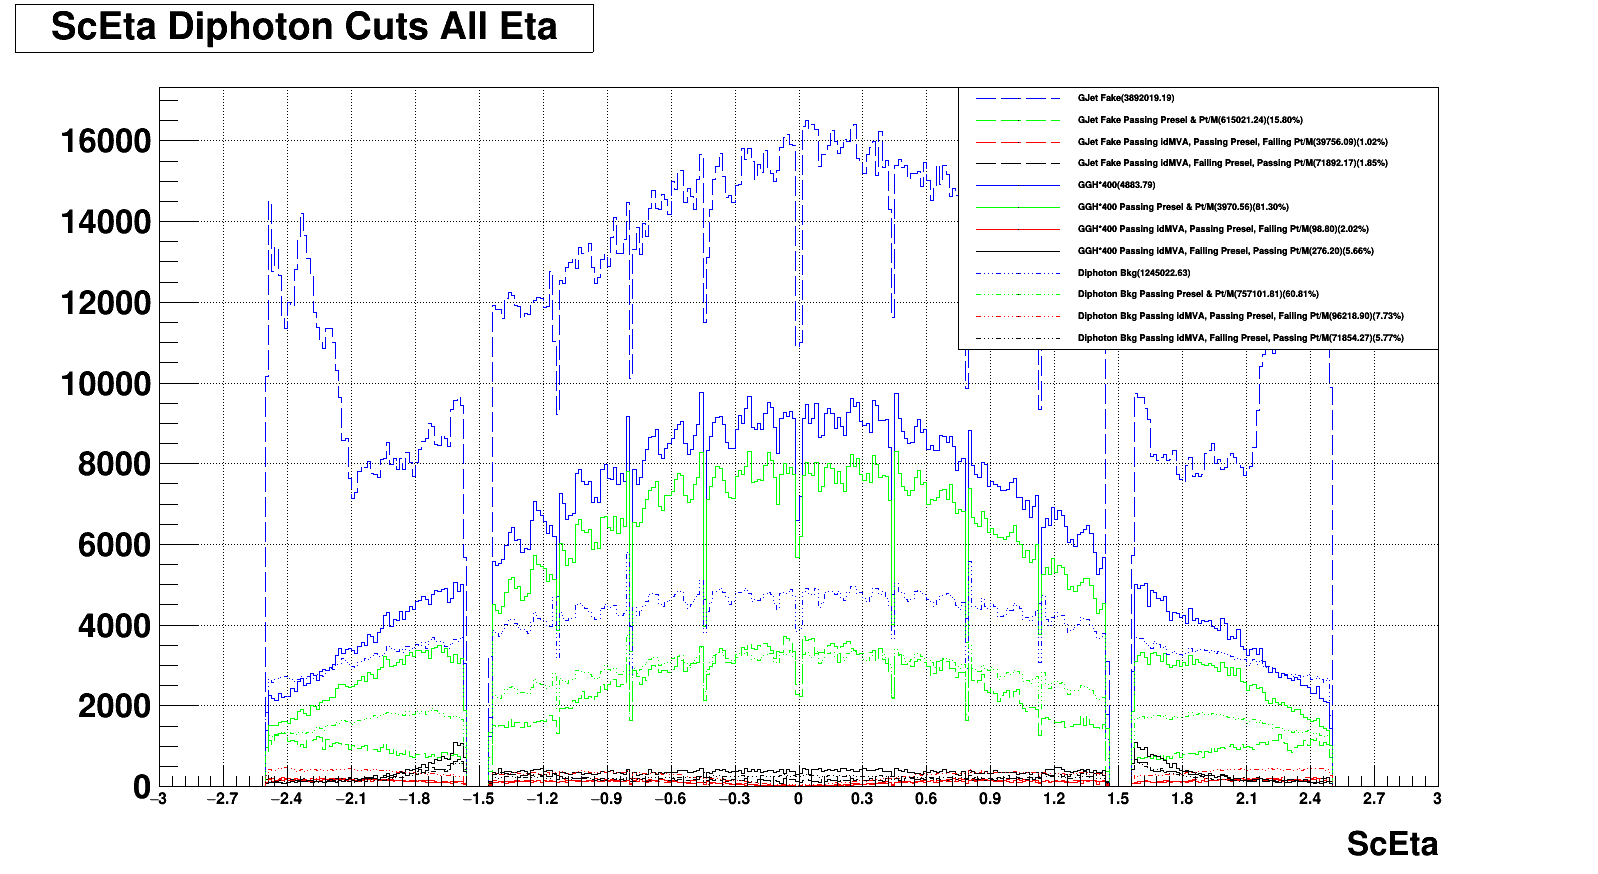 ScEta Diphoton Cuts All Eta
GJet Fake(3892019.19)
GJet Fake Passing Presel & Pt/M(615021.24)(15.80%)
GJet Fake Passing idMVA, Passing Presel, Failing Pt/M(39756.09)(1.02%)
GJet Fake Passing idMVA, Failing Presel, Passing Pt/M(71892.17)(1.85%)
GGH*400(4883.79)
GGH*400 Passing Presel & Pt/M(3970.56)(81.30%)
GGH*400 Passing idMVA, Passing Presel, Failing Pt/M(98.80)(2.02%)
GGH*400 Passing idMVA, Failing Presel, Passing Pt/M(276.20)(5.66%)
Diphoton Bkg(1245022.63)
Diphoton Bkg Passing Presel & Pt/M(757101.81)(60.81%)
Diphoton Bkg Passing idMVA, Passing Presel, Failing Pt/M(96218.90)(7.73%)
Diphoton Bkg Passing idMVA, Failing Presel, Passing Pt/M(71854.27)(5.77%)
16000
14000
12000
10000
8000
6000
4000
2000
0
−3 −2.7 −2.4 −2.1 −1.8 −1.5 −1.2 −0.9 −0.6 −0.3 0 0.3 0.6 0.9 1.2 1.5 1.8 2.1 2.4 2.7 3
ScEta